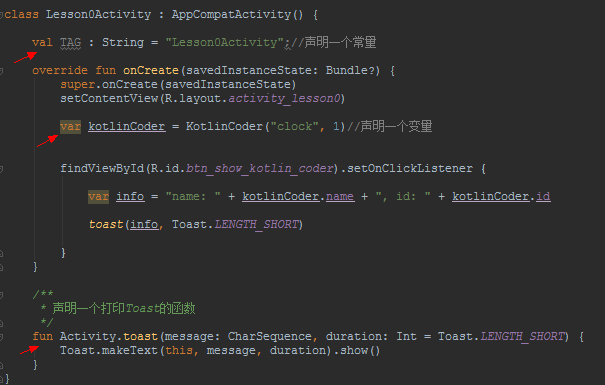 class Lesson0Activity : AppCompatActivity() {
val TAG : String = "Lesson0Activity";//声明一个常量
override fun onCreate(savedInstanceState: Bundle?) {
super.onCreate(savedInstanceState)
setContentView(R.layout.activity_lesson0)
var kotlinCoder = KotlinCoder("clock", 1)//声明一个变量
findViewById(R.id.btn_show_kotlin_coder).setOnClickListener {
var info = "name: " + kotlinCoder.name + ", id: " + kotlinCoder.id
toast(info, Toast.LENGTH_SHORT)
}
}
/**
* 声明一个打印Toast的函数
*/
fun Activity.toast(message: CharSequence, duration: Int = Toast.LENGTH_SHORT) {
Toast.makeText(this, message, duration).show()
}
}